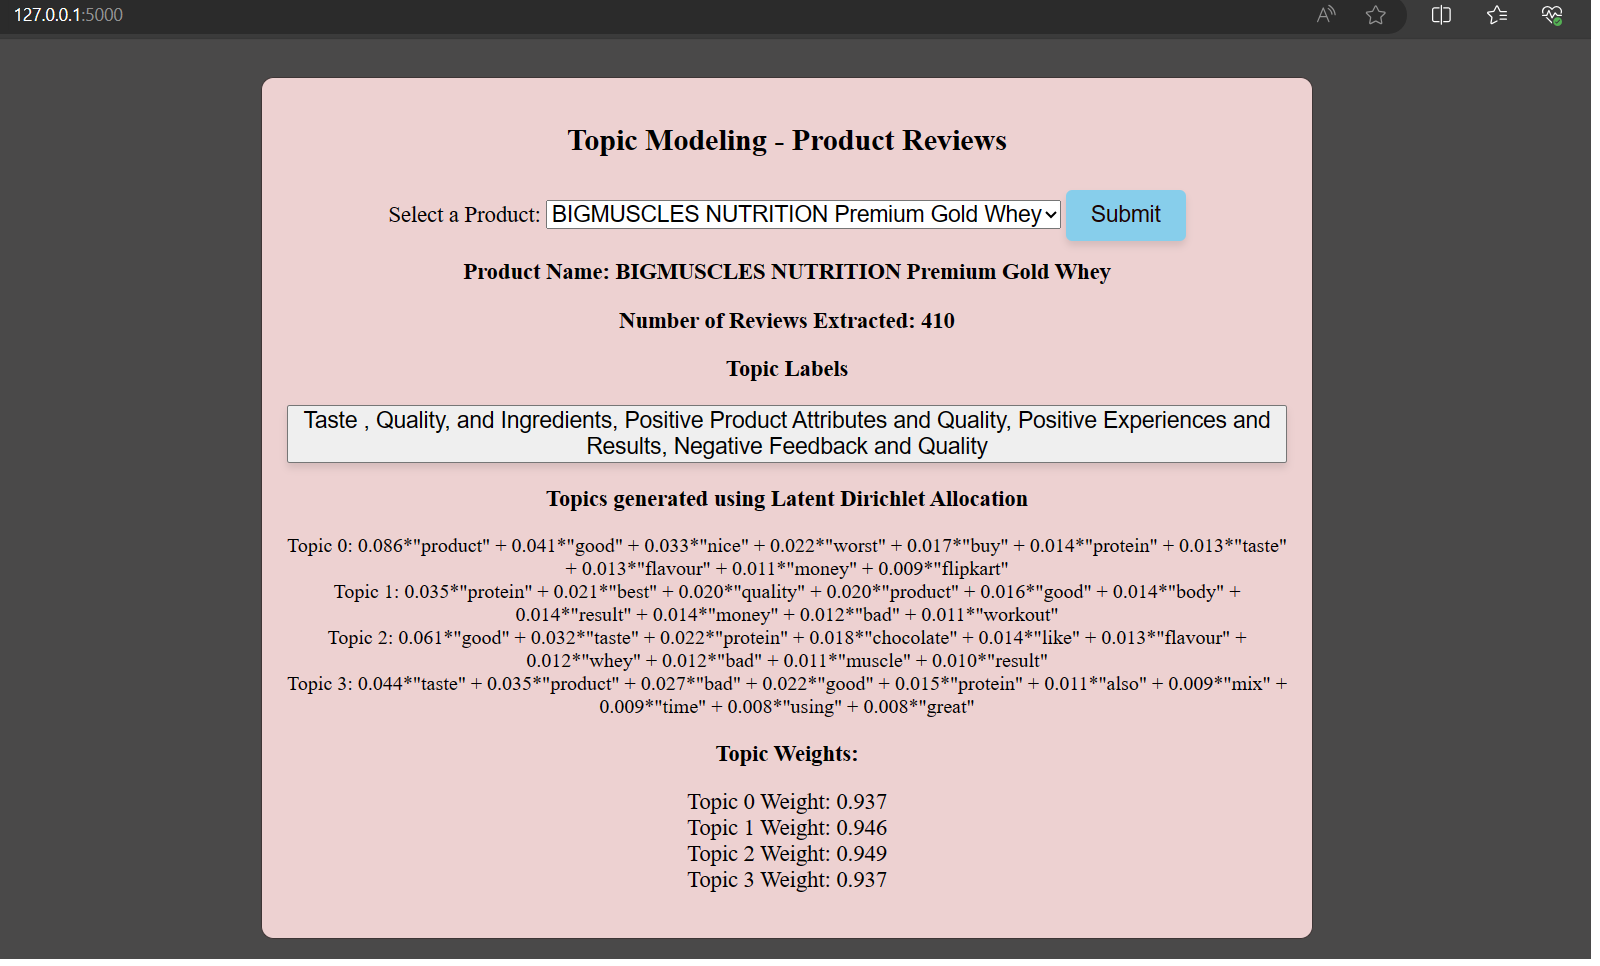 127.0.0.1:5000
Topic Modeling - Product Reviews
Select a Product: BIGMUSCLES NUTRITION Premium Gold Whey Submit
Product Name: BIGMUSCLES NUTRITION Premium Gold Whey
Number of Reviews Extracted: 410
Topic Labels
Taste , Quality, and Ingredients, Positive Product Attributes and Quality, Positive Experiences and
Results, Negative Feedback and Quality
Topics generated using Latent Dirichlet Allocation
Topic 0: 0.086*"product" + 0.041*"good" + 0.033*"nice" + 0.022*"worst" + 0.017*"buy" + 0.014*"protein" + 0.013*"taste"
+ 0.013*"flavour" + 0.011*"money" + 0.009*"flipkart"
Topic 1: 0.035*"protein" + 0.021*"best" + 0.020*"quality" + 0.020*"product" + 0.016*"good" + 0.014*"body" +
0.014*"result" + 0.014*"money" + 0.012*"bad" + 0.011*"workout"
Topic 2: 0.061*"good" + 0.032*"taste" + 0.022*"protein" + 0.018*"chocolate" + 0.014*"like" + 0.013*"flavour" +
0.012*"whey" + 0.012*"bad" + 0.011*"muscle" + 0.010*"result"
Topic 3: 0.044*"taste" + 0.035*"product" + 0.027*"bad" + 0.022*"good" + 0.015*"protein" + 0.011*"also" + 0.009*"mix" +
0.009*"time" + 0.008*"using" + 0.008*"great"
Topic Weights:
Topic 0 Weight: 0.937
Topic 1 Weight: 0.946
Topic 2 Weight: 0.949
Topic 3 Weight: 0.937